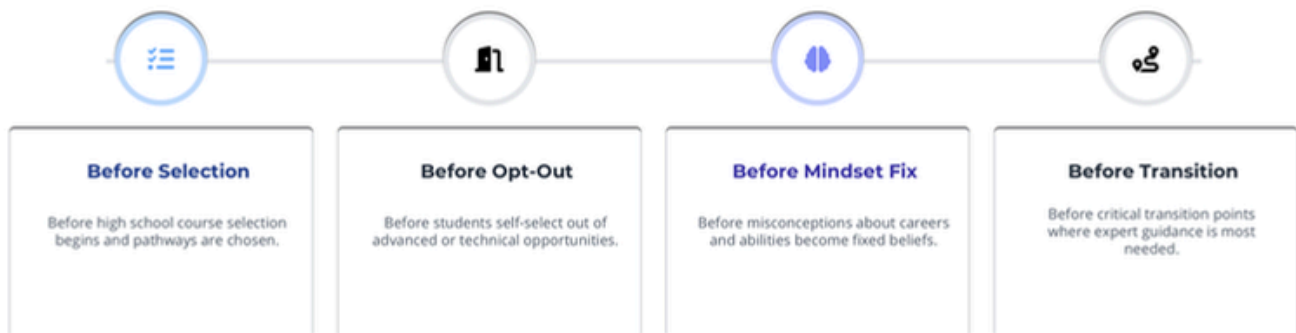 Before Selection
Before high school course selection
begins and pathways are chosen.
Before Opt-Out
Before students self-select out of
advanced or technical opportunities.
Before Mindset Fix
Before misconceptions about careers
and abilities become fixed beliefs.
Before Transition
Before critical transition points
where expert guidance is most
needed.